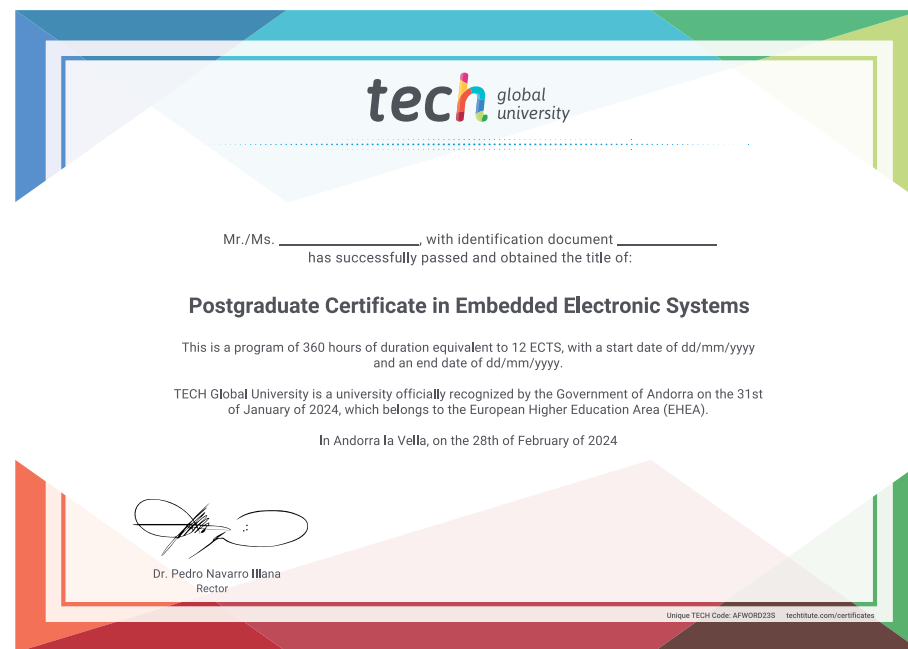 tech global
university
Mr./Ms. ____________________, with identification document ______________
has successfully passed and obtained the title of:
Postgraduate Certificate in Embedded Electronic Systems
This is a program of 360 hours of duration equivalent to 12 ECTS, with a start date of dd/mm/yyyy
and an end date of dd/mm/yyyy.
TECH Global University is a university officially recognized by the Government of Andorra on the 31st
of January of 2024, which belongs to the European Higher Education Area (EHEA).
In Andorra la Vella, on the 28th of February of 2024
Dr. Pedro Navarro Illana
Rector
Unique TECH Code: AFWORD23S techtitute.com/certificates